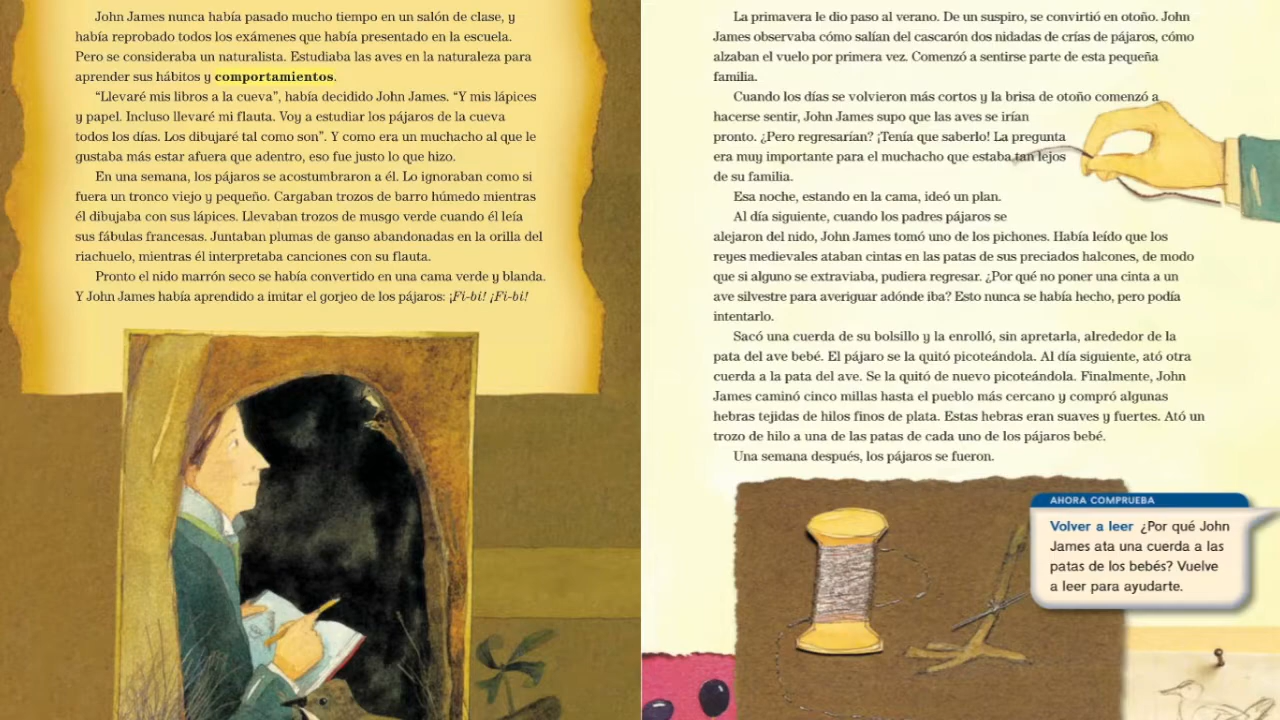 John James nunca había pasado mucho tiempo en un salón de clase, y
había reprobado todos los exámenes que había presentado en la escuela.
Pero se consideraba un naturalista. Estudiaba las aves en la naturaleza para
aprender sus hábitos y comportamientos.
“Llevaré mis libros a la cueva”, había decidido John James. “Y mis lápices
y papel. Incluso llevaré mi flauta. Voy a estudiar los pájaros de la cueva
todos los días. Los dibujaré tal como son”. Y como era un muchacho al que le
gustaba más estar afuera que adentro, eso fue justo lo que hizo.
En una semana, los pájaros se acostumbraron a él. Lo ignoraban como si
fuera un tronco viejo y pequeño. Cargaban trozos de barro húmedo mientras
él dibujaba con sus lápices. Llevaban trozos de musgo verde cuando él leía
sus fábulas francesas. Juntaban plumas de ganso abandonadas en la orilla del
riachuelo, mientras él interpretaba canciones con su flauta.
Pronto el nido marrón seco se había convertido en una cama verde y blanda.
Y John James había aprendido a imitar el gorjeo de los pájaros: ¡Fi-bi! ¡Fi-bi!
La primavera le dio paso al verano. De un suspiro, se convirtió en otoño. John
James observaba cómo salían del cascarón dos nidadas de crías de pájaros, cómo
alzaban el vuelo por primera vez. Comenzó a sentirse parte de esta pequeña
familia.
Cuando los días se volvieron más cortos y la brisa de otoño comenzó a
hacerse sentir, John James supo que las aves se irían
pronto. ¿Pero regresarían? ¡Tenía que saberlo! La pregunta
era muy importante para el muchacho que estaba tan lejos
de su familia.
Esa noche, estando en la cama, ideó un plan.
Al día siguiente, cuando los padres pájaros se
alejaron del nido, John James tomó uno de los pichones. Había leído que los
reyes medievales ataban cintas en las patas de sus preciados halcones, de modo
que si alguno se extraviaba, pudiera regresar. ¿Por qué no poner una cinta a un
ave silvestre para averiguar adónde iba? Esto nunca se había hecho, pero podía
intentarlo.
Sacó una cuerda de su bolsillo y la enrolló, sin apretarla, alrededor de la
pata del ave bebé. El pájaro se la quitó picoteándola. Al día siguiente, ató otra
cuerda a la pata del ave. Se la quitó de nuevo picoteándola. Finalmente, John
James caminó cinco millas hasta el pueblo más cercano y compró algunas
hebras tejidas de hilos finos de plata. Estas hebras eran suaves y fuertes. Ató un
trozo de hilo a una de las patas de cada uno de los pájaros bebé.
Una semana después, los pájaros se fueron.
AHORA COMPRUEBA
Volver a leer ¿Por qué John
James ata una cuerda a las
patas de los bebés? Vuelve
a leer para ayudarte.